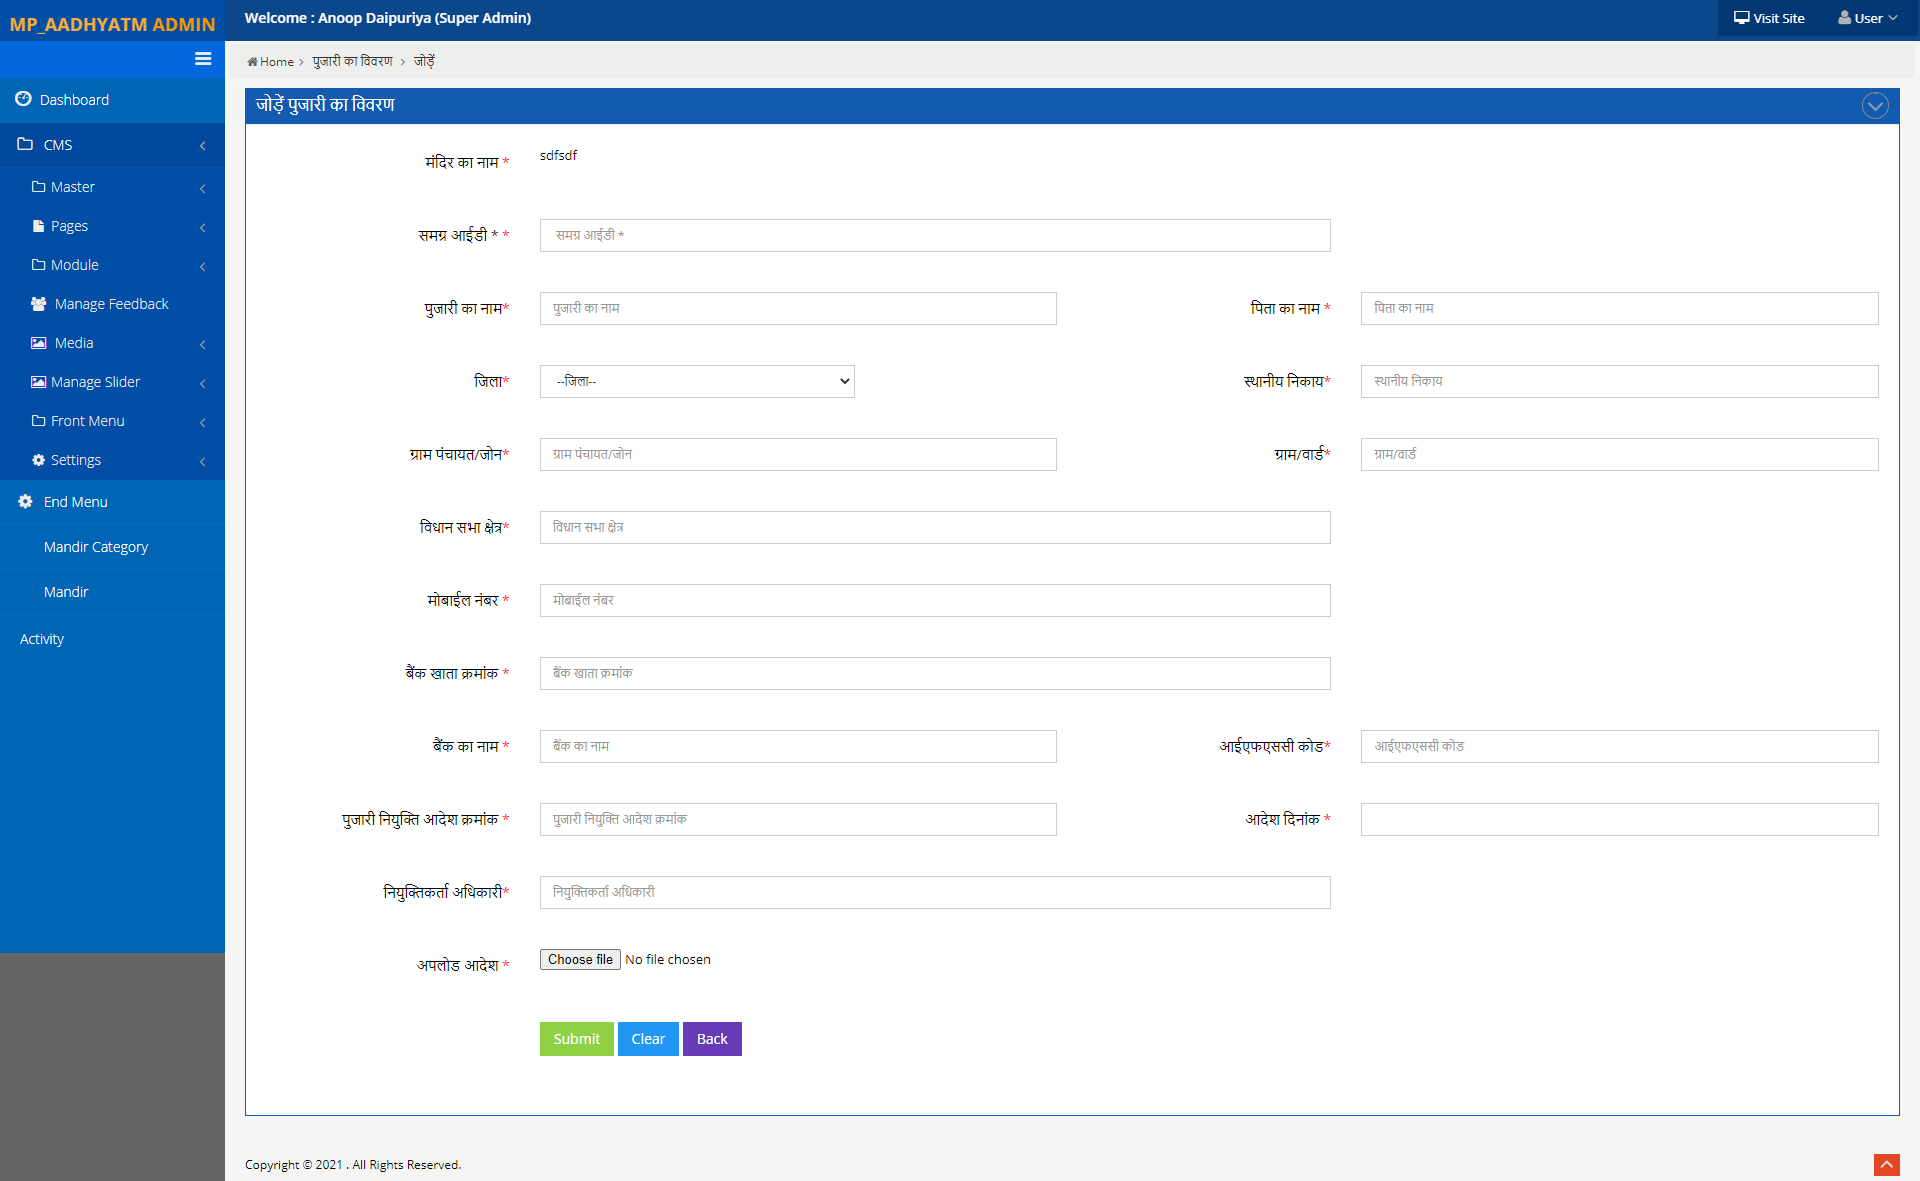 MP_AADHYATM ADMIN
Welcome : Anoop Daipuriya (Super Admin)
Visit Site
User
Home > पुजारी का विवरण > जोड़ें
Dashboard
CMS
Master
Pages
Module
Manage Feedback
Media
Manage Slider
Front Menu
Settings
End Menu
Mandir Category
Mandir
Activity
जोड़ें पुजारी का विवरण
मंदिर का नाम * sdfsdf
समग्र आईडी * * समग्र आईडी *
पुजारी का नाम* पुजारी का नाम पिता का नाम * पिता का नाम
जिला* --जिला-- स्थानीय निकाय* स्थानीय निकाय
ग्राम पंचायत/जोन* ग्राम पंचायत/जोन ग्राम/वार्ड* ग्राम/वार्ड
विधान सभा क्षेत्र* विधान सभा क्षेत्र
मोबाईल नंबर * मोबाईल नंबर
बैंक खाता क्रमांक * बैंक खाता क्रमांक
बैंक का नाम * बैंक का नाम आईएफएससी कोड* आईएफएससी कोड
पुजारी नियुक्ति आदेश क्रमांक * पुजारी नियुक्ति आदेश क्रमांक आदेश दिनांक *
नियुक्तिकर्ता अधिकारी* नियुक्तिकर्ता अधिकारी
अपलोड आदेश * Choose file No file chosen
Submit Clear Back
Copyright © 2021 . All Rights Reserved.